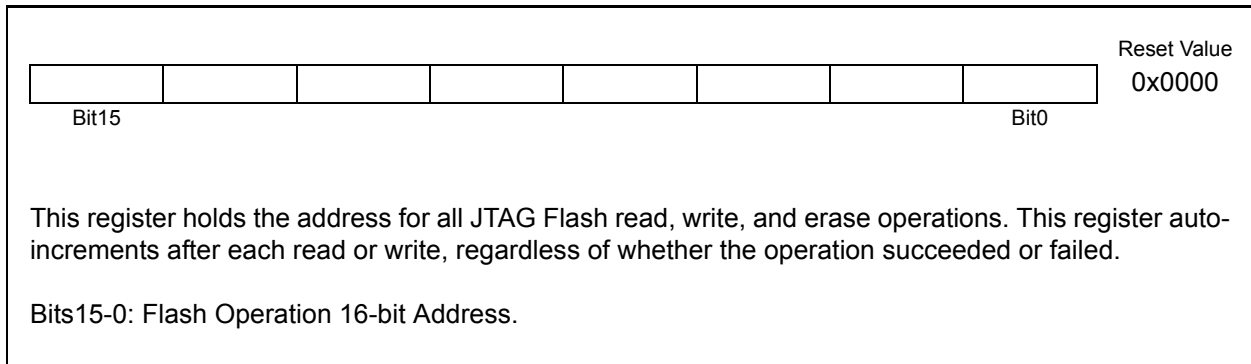 Reset Value
0x0000
Bit15
Bit0
This register holds the address for all JTAG Flash read, write, and erase operations. This register auto-
increments after each read or write, regardless of whether the operation succeeded or failed.
Bits15-0: Flash Operation 16-bit Address.